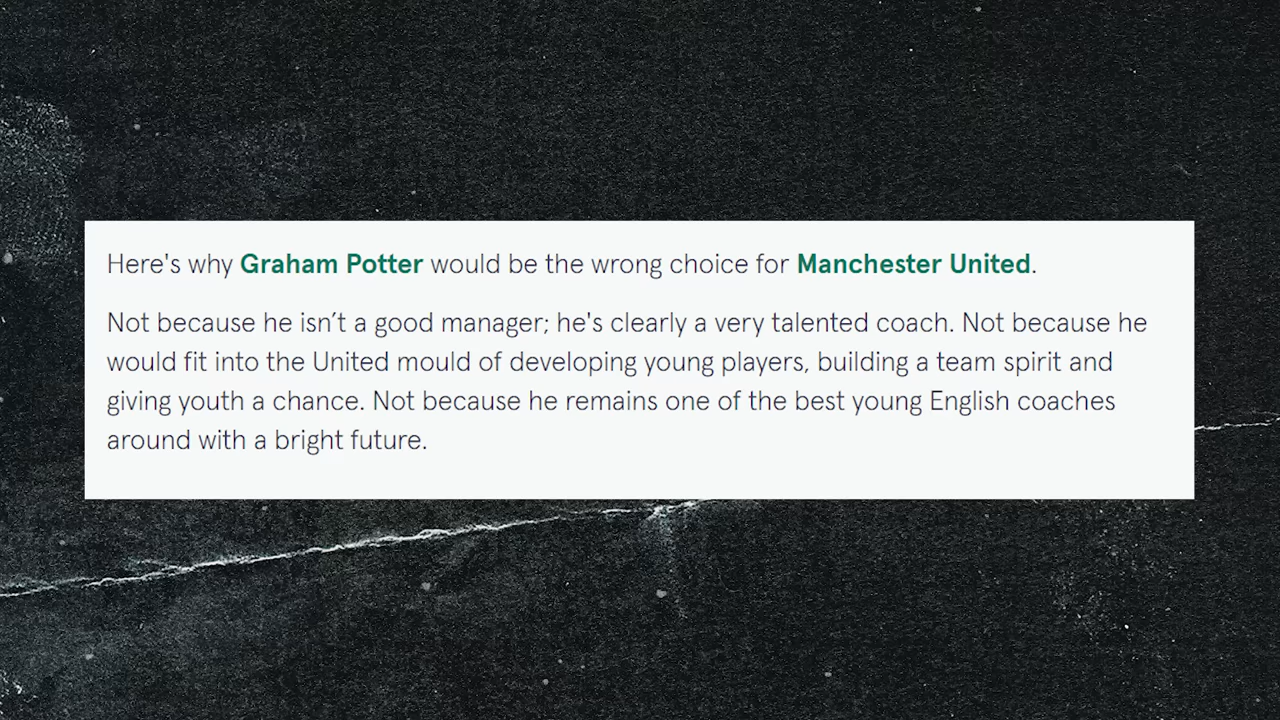 Here's why Graham Potter would be the wrong choice for Manchester United.
Not because he isn’t a good manager; he's clearly a very talented coach. Not because he
would fit into the United mould of developing young players, building a team spirit and
giving youth a chance. Not because he remains one of the best young English coaches
around with a bright future.